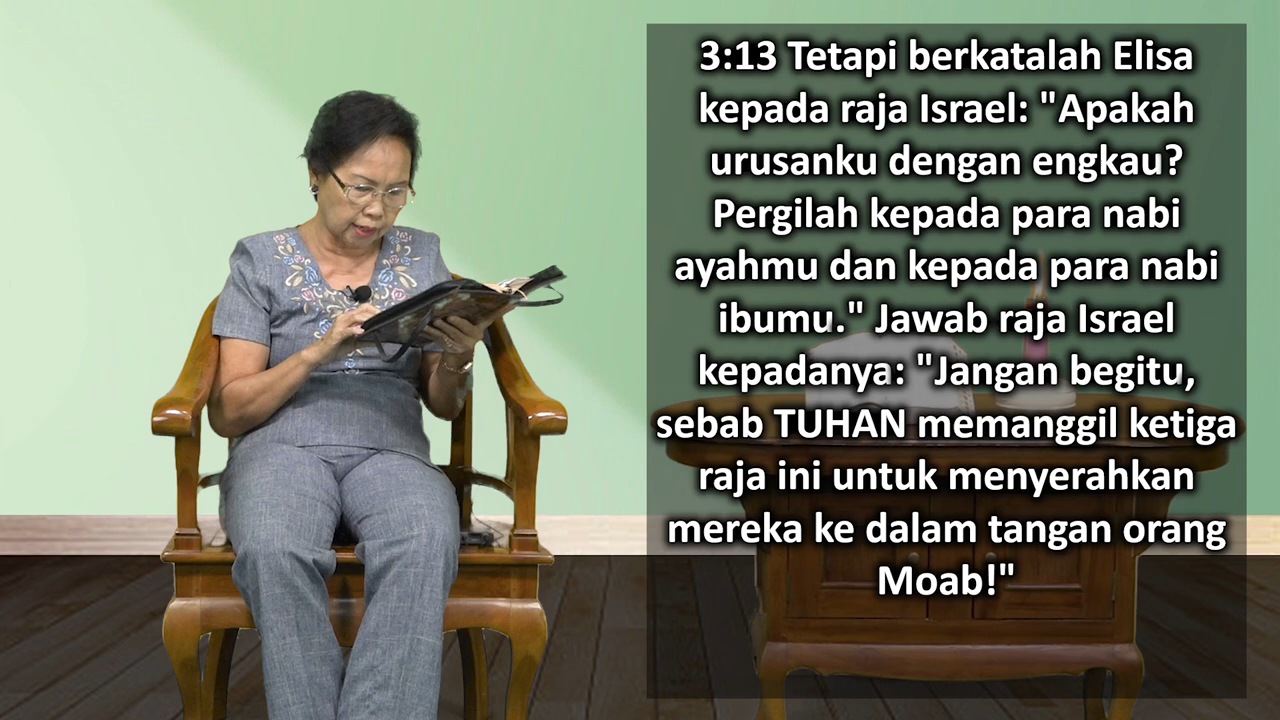 3:13 Tetapi berkatalah Elisa
kepada raja Israel: "Apakah
urusanku dengan engkau?
Pergilah kepada para nabi
ayahmu dan kepada para nabi
ibumu." Jawab raja Israel
kepadanya: "Jangan begitu,
sebab TUHAN memanggil ketiga
raja ini untuk menyerahkan
mereka ke dalam tangan orang
Moab!"